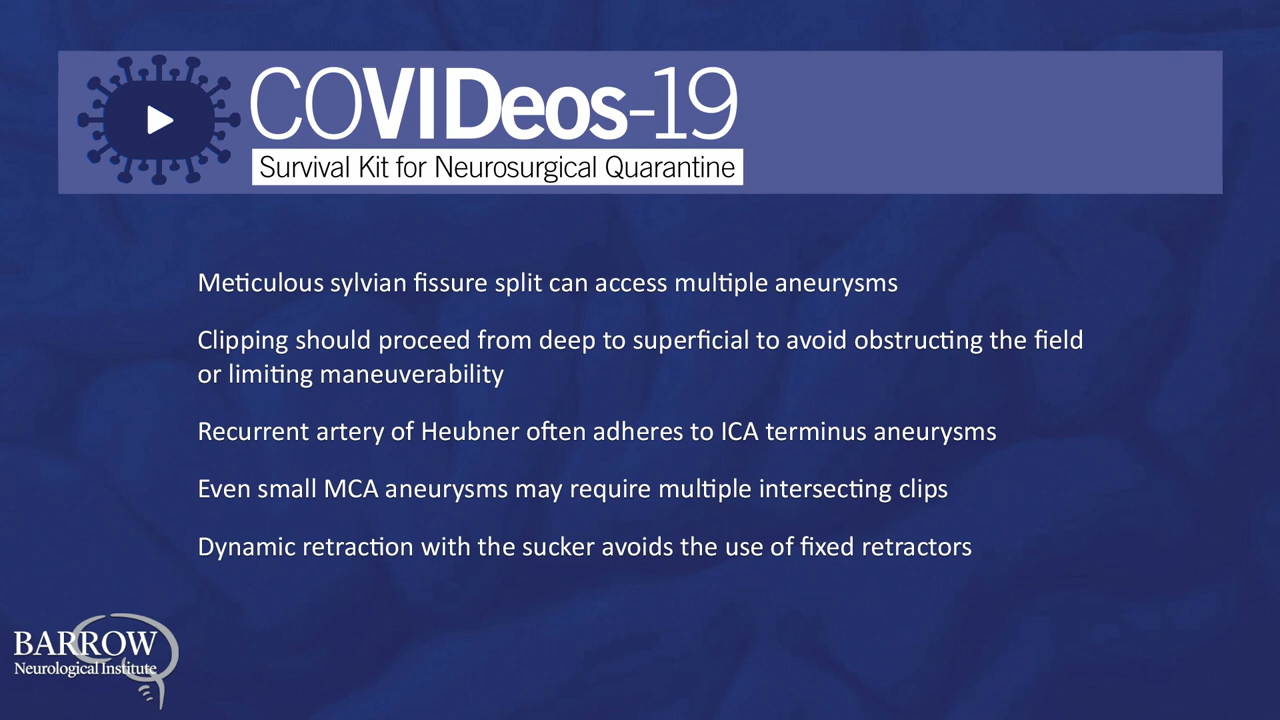 COVIDeos-19
Survival Kit for Neurosurgical Quarantine
Meticulous sylvian fissure split can access multiple aneurysms
Clipping should proceed from deep to superficial to avoid obstructing the field
or limiting maneuverability
Recurrent artery of Heubner often adheres to ICA terminus aneurysms
Even small MCA aneurysms may require multiple intersecting clips
Dynamic retraction with the sucker avoids the use of fixed retractors
BARROW
Neurological Institute